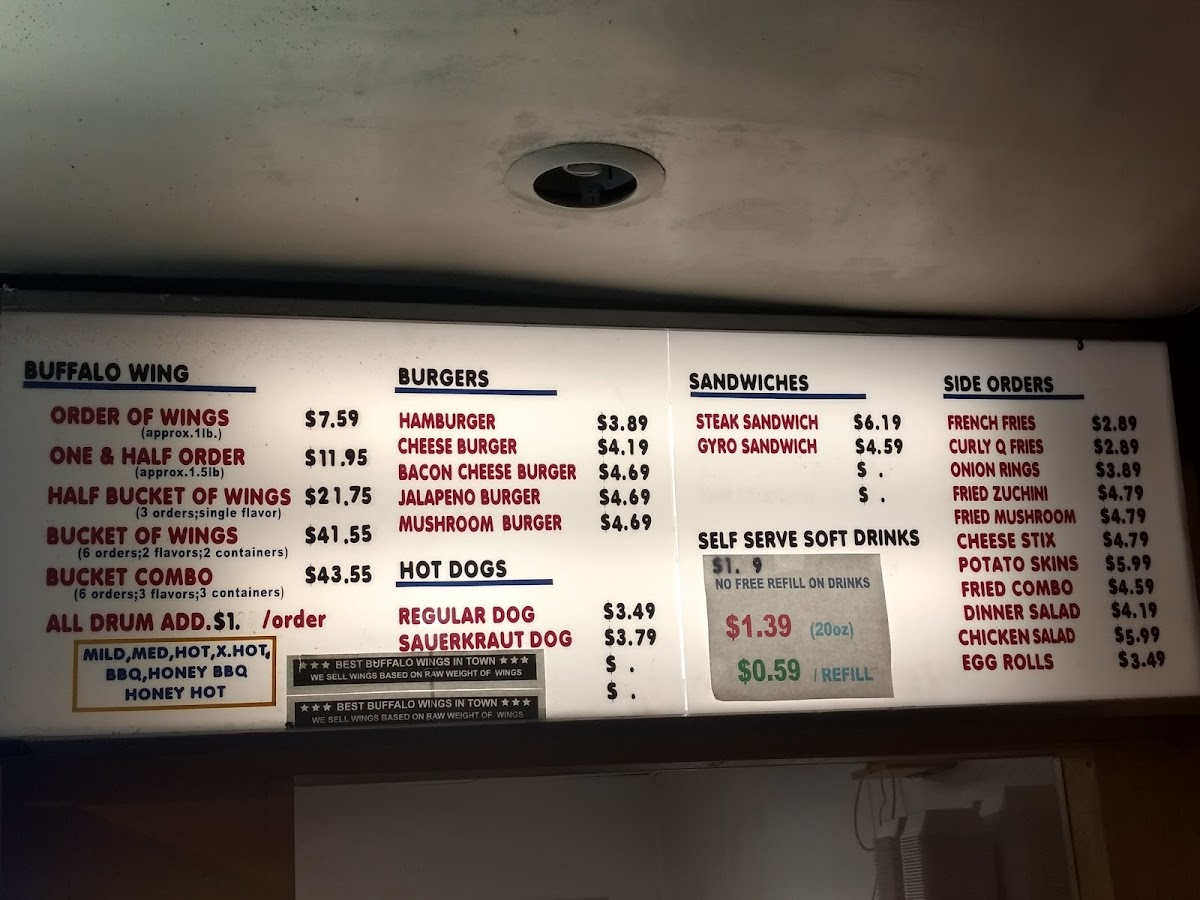 BUFFALO WING
ORDER OF WINGS $7.59
(approx.1lb.)
ONE & HALF ORDER $11.95
(approx.1.5lb)
HALF BUCKET OF WINGS $21.75
(3 orders;single flavor)
BUCKET OF WINGS $41.55
(6 orders;2 flavors;2 containers)
BUCKET COMBO $43.55
(6 orders;3 flavors;3 containers)
ALL DRUM ADD.$1. /order
MILD,MED,HOT,X.HOT,
BBQ,HONEY BBQ
HONEY HOT
BURGERS
HAMBURGER $3.89
CHEESE BURGER $4.19
BACON CHEESE BURGER $4.69
JALAPENO BURGER $4.69
MUSHROOM BURGER $4.69
HOT DOGS
REGULAR DOG $3.49
SAUERKRAUT DOG $3.79
$ .
$ .
★★★ BEST BUFFALO WINGS IN TOWN ★★★
WE SELL WINGS BASED ON RAW WEIGHT OF WINGS
★★★ BEST BUFFALO WINGS IN TOWN ★★★
WE SELL WINGS BASED ON RAW WEIGHT OF WINGS
SANDWICHES
STEAK SANDWICH $6.19
GYRO SANDWICH $4.59
$ .
$ .
SELF SERVE SOFT DRINKS
$1. 9
NO FREE REFILL ON DRINKS
$1.39 (20oz)
$0.59 / REFILL
SIDE ORDERS
FRENCH FRIES $2.89
CURLY Q FRIES $2.89
ONION RINGS $3.89
FRIED ZUCHINI $4.79
FRIED MUSHROOM $4.79
CHEESE STIX $4.79
POTATO SKINS $5.99
FRIED COMBO $4.59
DINNER SALAD $4.19
CHICKEN SALAD $5.99
EGG ROLLS $3.49